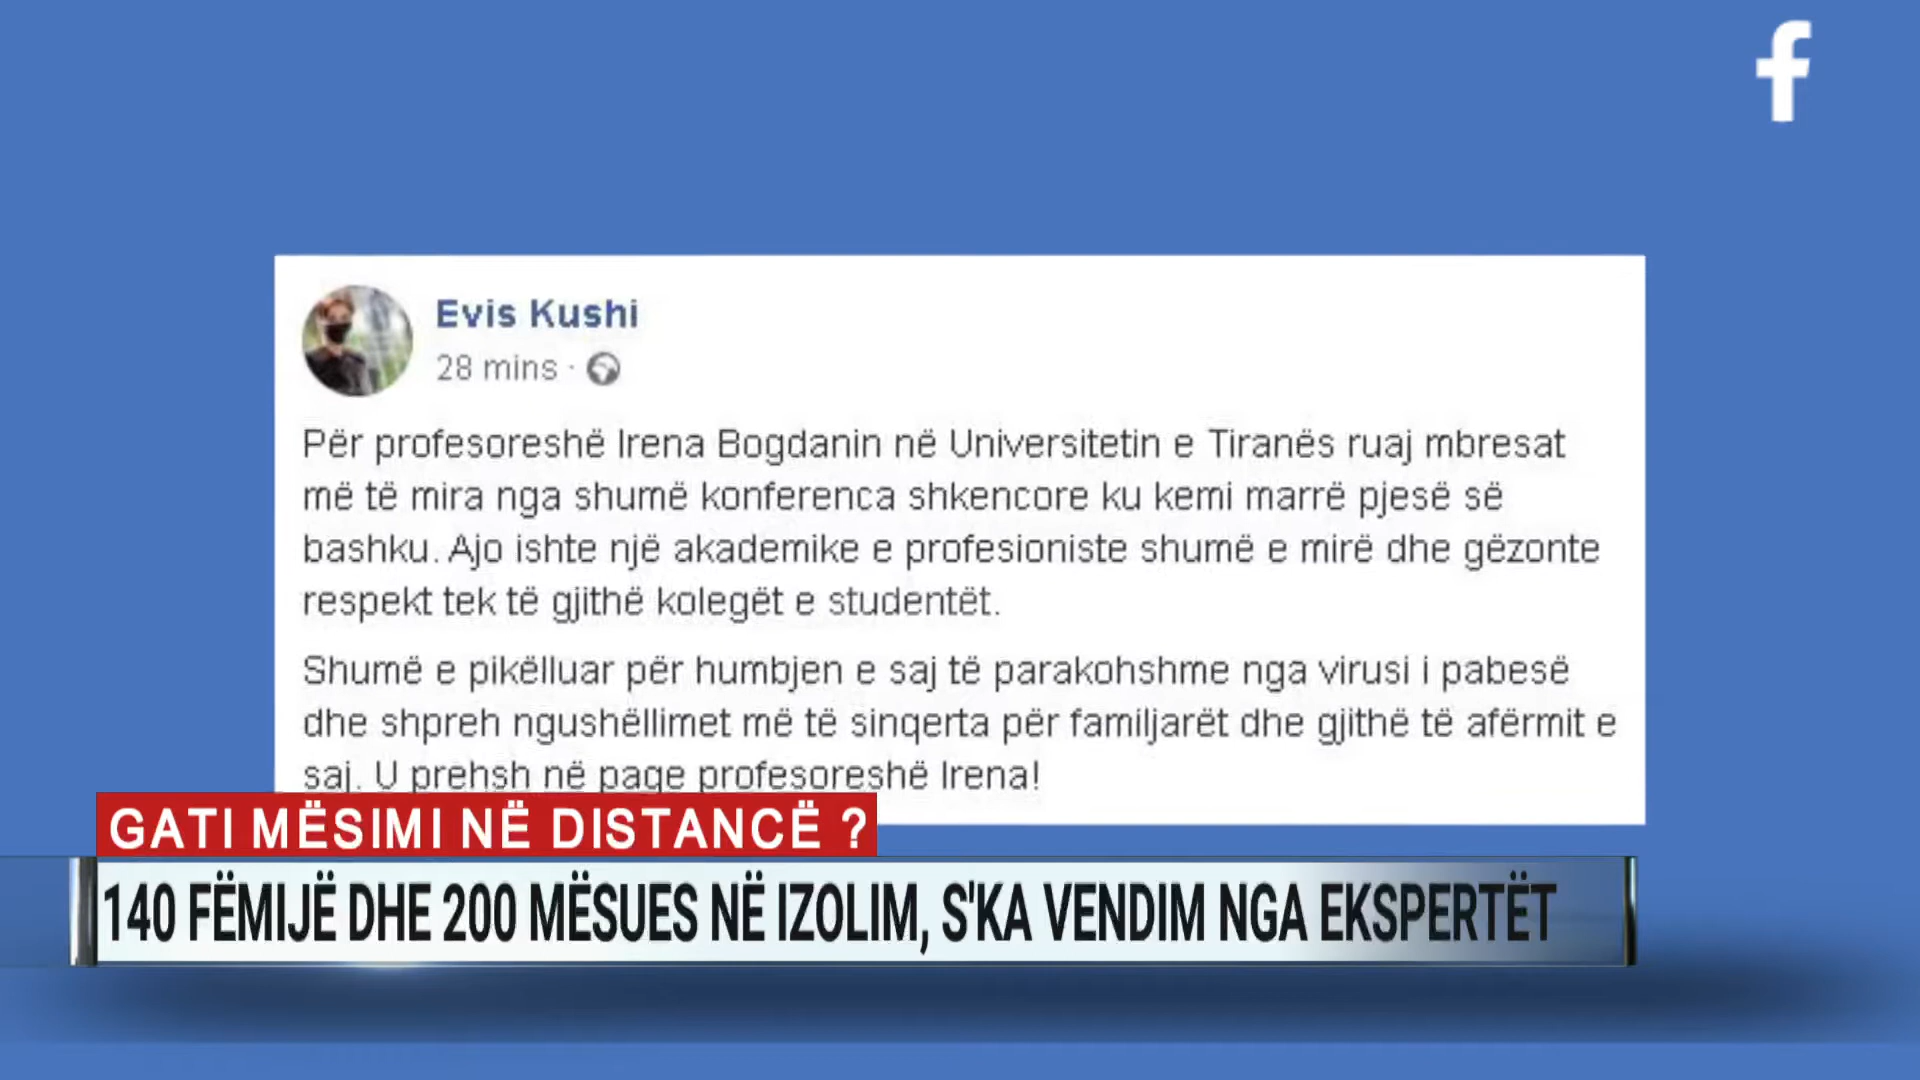 f
Evis Kushi
28 mins ·
Për profesoreshë Irena Bogdanin në Universitetin e Tiranës ruaj mbresat
më të mira nga shumë konferenca shkencore ku kemi marrë pjesë së
bashku. Ajo ishte një akademike e profesioniste shumë e mirë dhe gëzonte
respekt tek të gjithë kolegët e studentët.
Shumë e pikëlluar për humbjen e saj të parakohshme nga virusi i pabesë
dhe shpreh ngushëllimet më të sinqerta për familjarët dhe gjithë të afërmit e
saj. U prehsh në paqe profesoreshë Irena!
GATI MËSIMI NË DISTANCË ?
140 FËMIJË DHE 200 MËSUES NË IZOLIM, S'KA VENDIM NGA EKSPERTËT